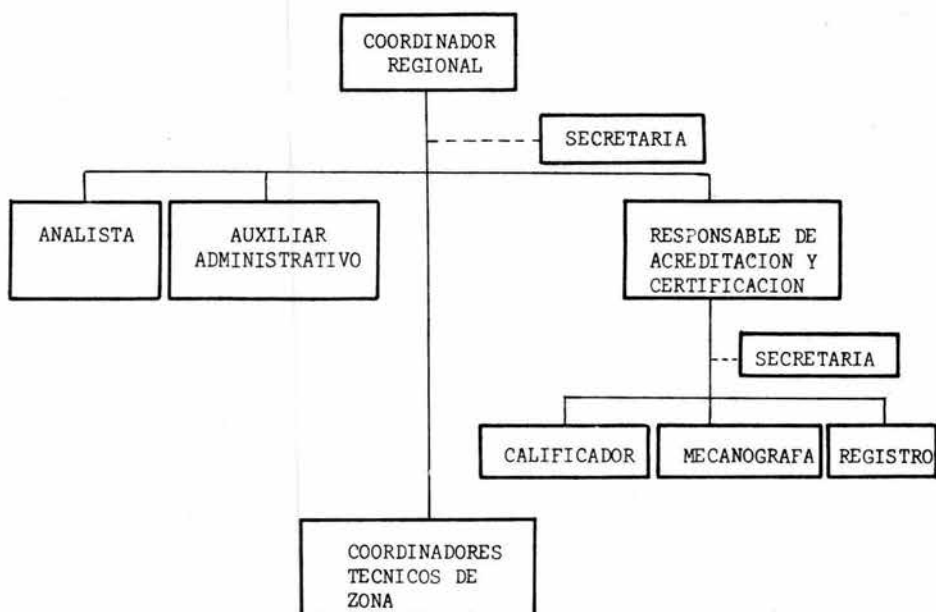 COORDINADOR
REGIONAL
SECRETARIA
ANALISTA
AUXILIAR
ADMINISTRATIVO
RESPONSABLE DE
ACREDITACION Y
CERTIFICACION
SECRETARIA
CALIFICADOR
MECANOGRAFA
REGISTRO
COORDINADORES
TECNICOS DE
ZONA